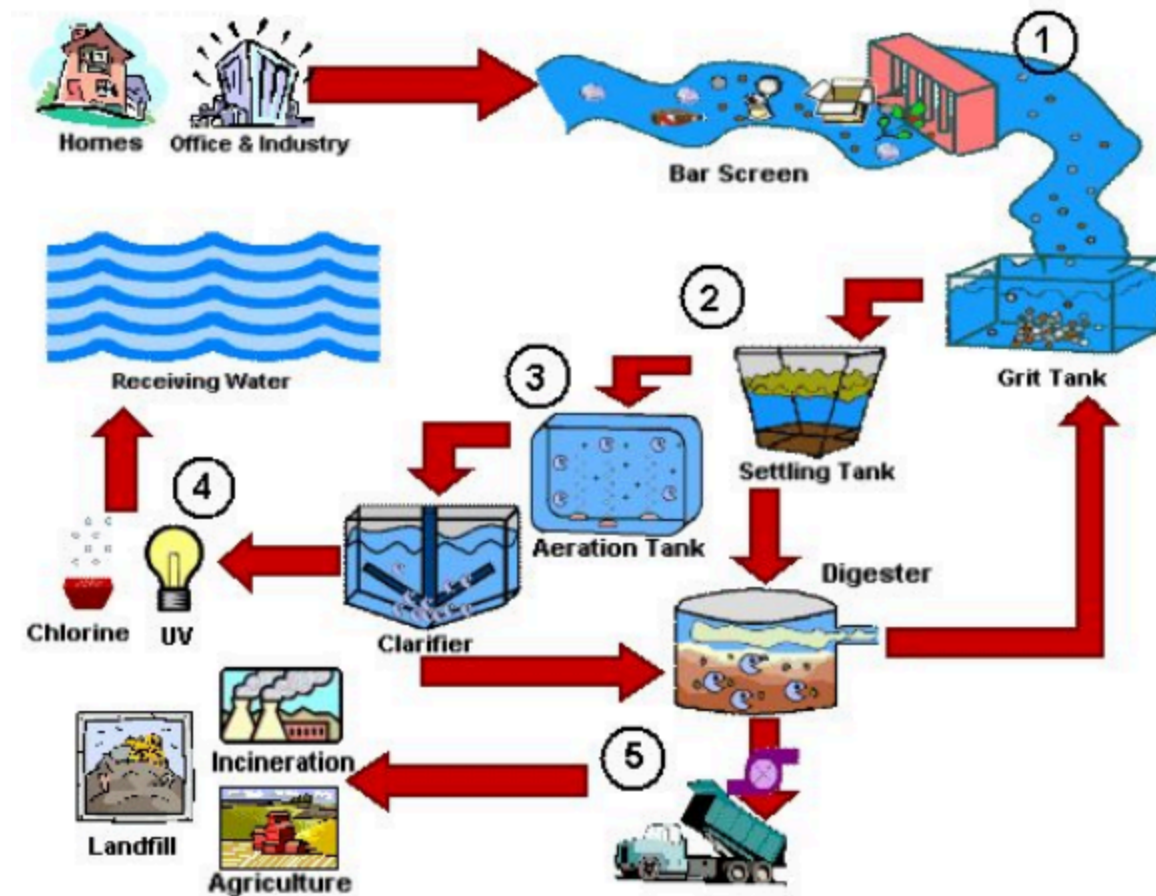 1
Homes
Office & Industry
Bar Screen
2
3
Receiving Water
Grit Tank
Settling Tank
4
Aeration Tank
Digester
Chlorine
UV
Clarifier
5
Incineration
Landfill
Agriculture